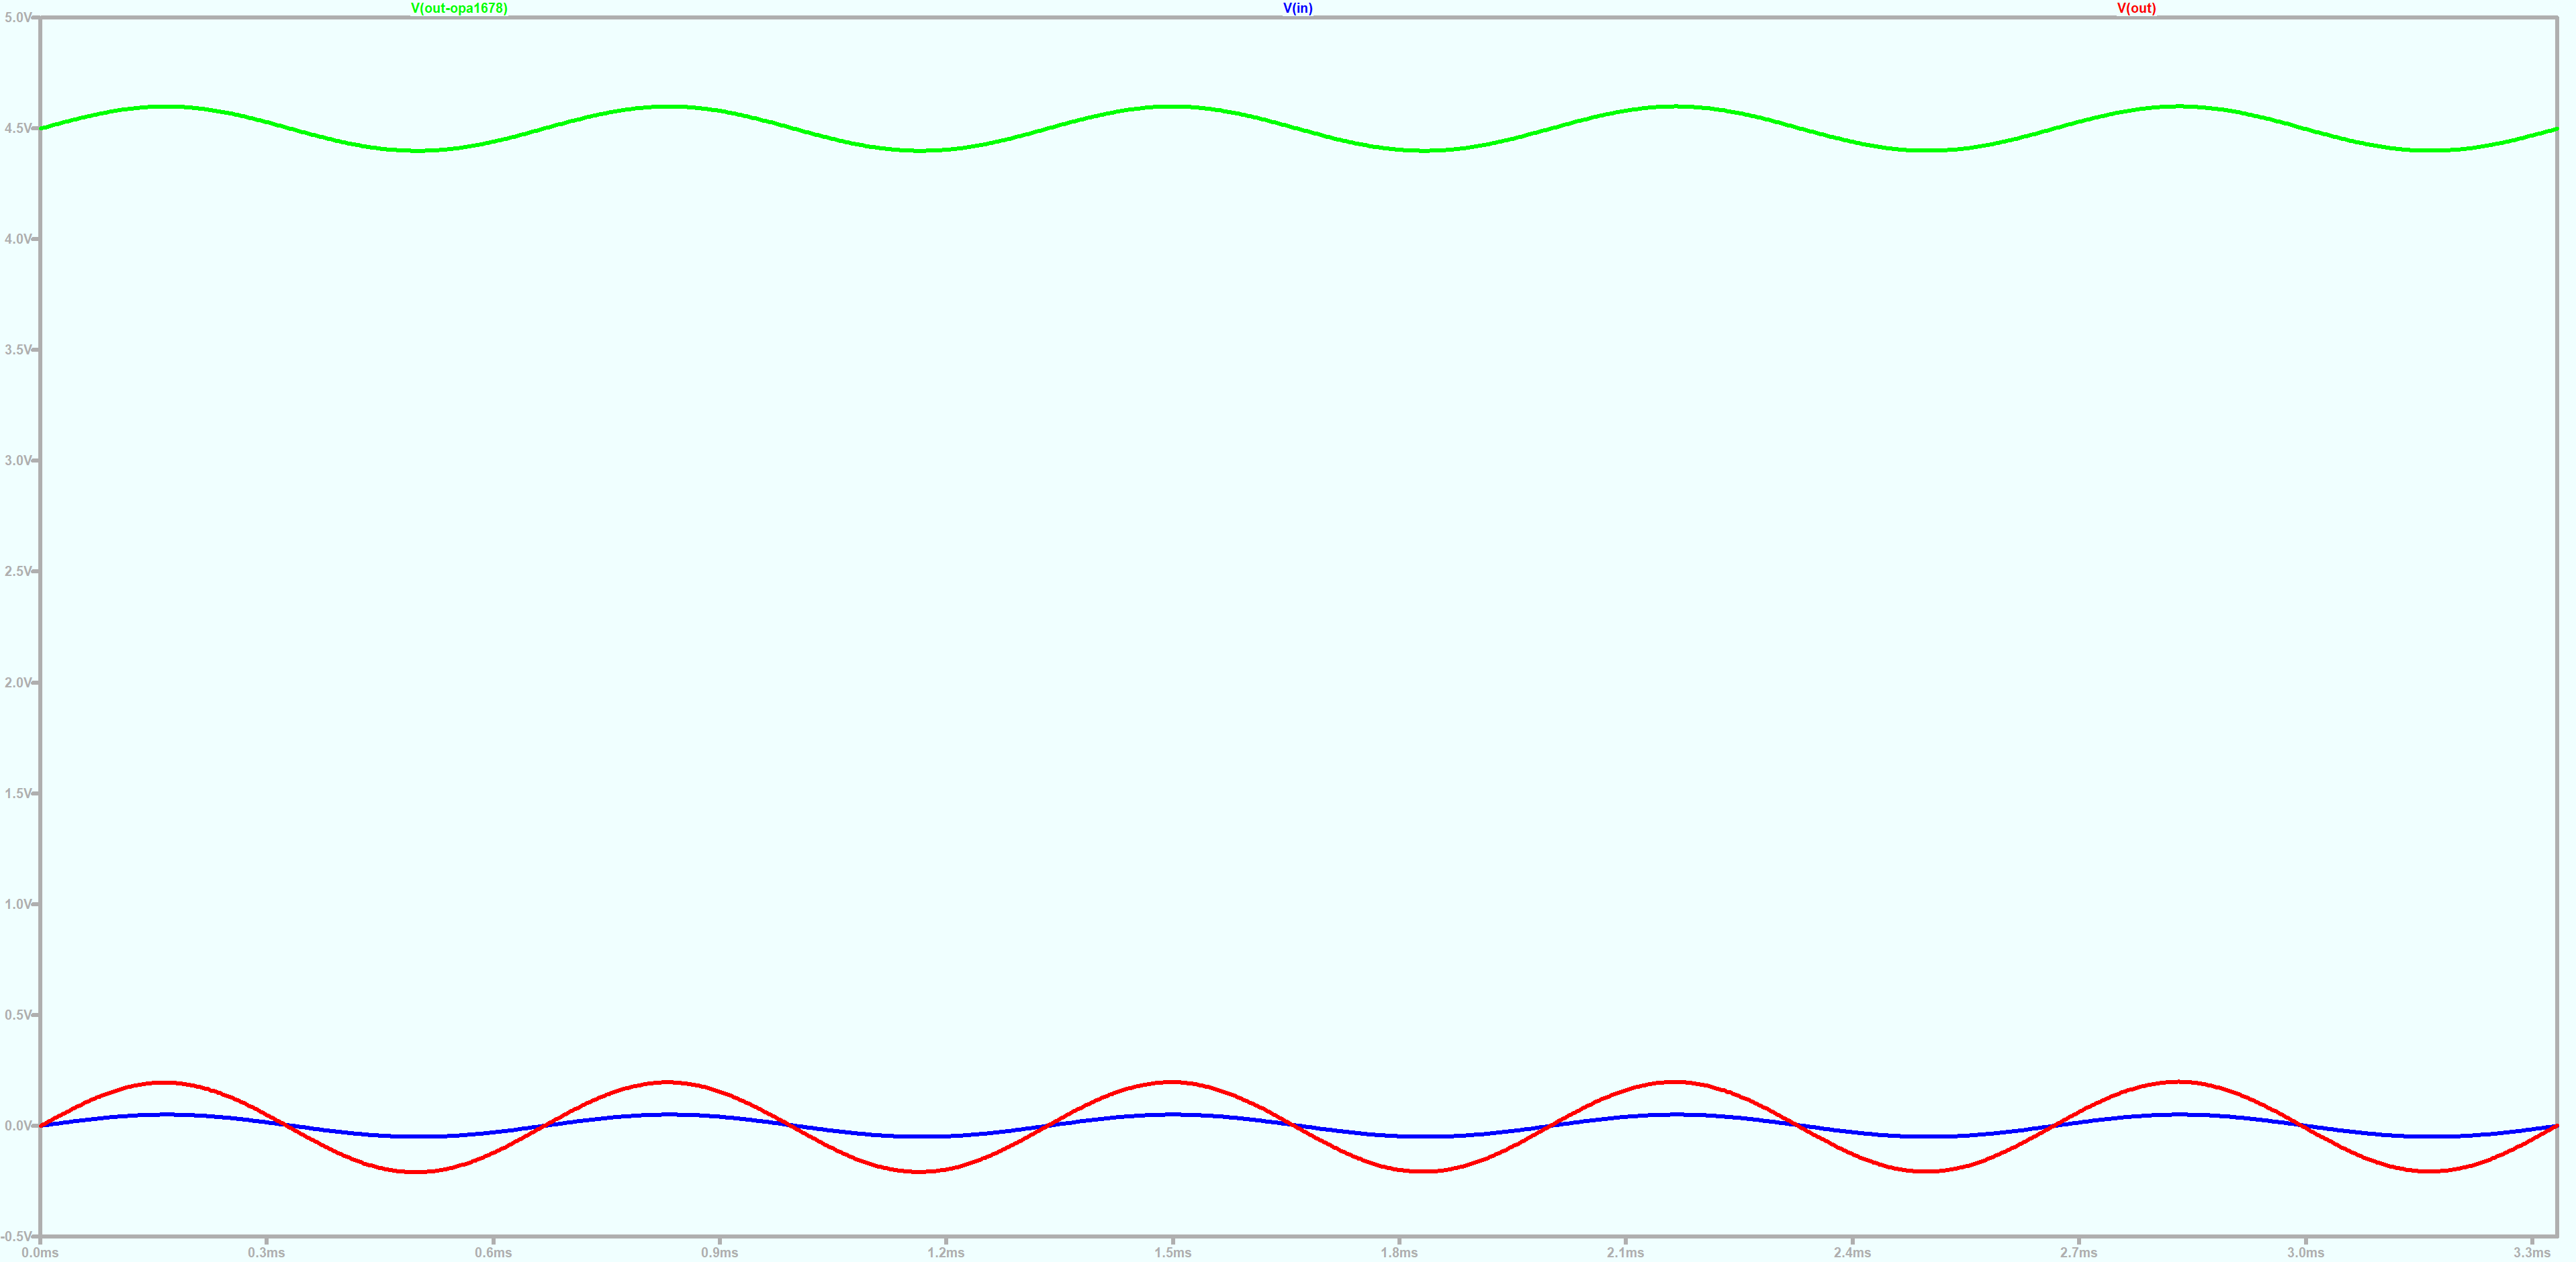 V(out-opa1678) V(in) V(out)
5.0V
4.5V
4.0V
3.5V
3.0V
2.5V
2.0V
1.5V
1.0V
0.5V
0.0V
-0.5V
0.0ms 0.3ms 0.6ms 0.9ms 1.2ms 1.5ms 1.8ms 2.1ms 2.4ms 2.7ms 3.0ms 3.3ms